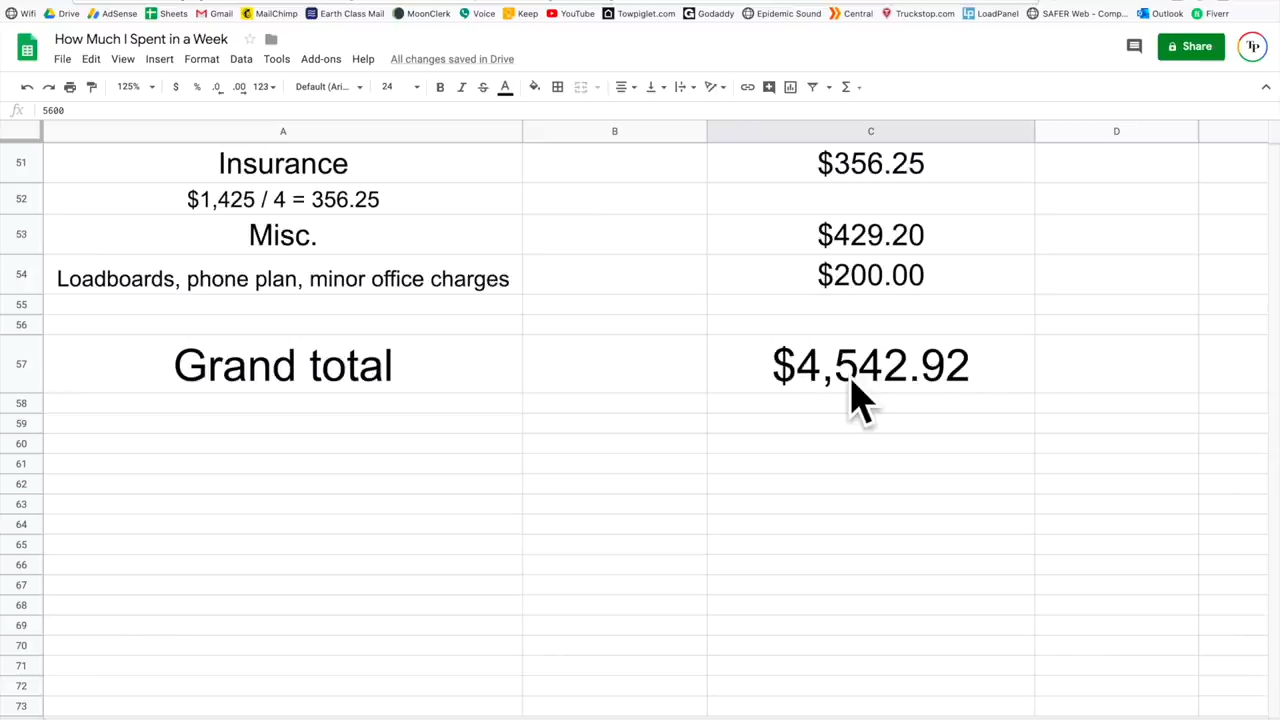 Wifi Drive AdSense Sheets Gmail MailChimp Earth Class Mail MoonClerk Voice Keep YouTube Towpiglet.com Godaddy Epidemic Sound Central Truckstop.com LoadPanel SAFER Web - Comp... Outlook Fiverr
How Much I Spent in a Week
File Edit View Insert Format Data Tools Add-ons Help All changes saved in Drive
Share
TP
125% $ % .0 .00 123 Default (Ari... 24 B I S A Σ
fx 5600
A B C D
51 Insurance $356.25
52 $1,425 / 4 = 356.25
53 Misc. $429.20
54 Loadboards, phone plan, minor office charges $200.00
55
56
57 Grand total $4,542.92
58
59
60
61
62
63
64
65
66
67
68
69
70
71
72
73